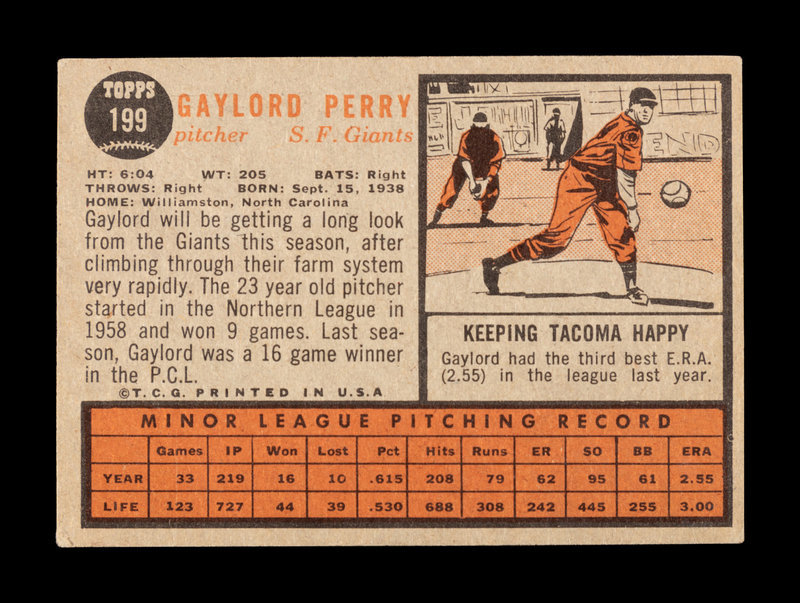 TOPPS
199
GAYLORD PERRY
pitcher S. F. Giants
HT: 6:04 WT: 205 BATS: Right
THROWS: Right BORN: Sept. 15, 1938
HOME: Williamston, North Carolina
Gaylord will be getting a long look
from the Giants this season, after
climbing through their farm system
very rapidly. The 23 year old pitcher
started in the Northern League in
1958 and won 9 games. Last sea-
son, Gaylord was a 16 game winner
in the P.C.L.
©T.C.G. PRINTED IN U.S.A
END
KEEPING TACOMA HAPPY
Gaylord had the third best E.R.A.
(2.55) in the league last year.
MINOR LEAGUE PITCHING RECORD
Games IP Won Lost Pct Hits Runs ER SO BB ERA
YEAR 33 219 16 10 .615 208 79 62 95 61 2.55
LIFE 123 727 44 39 .530 688 308 242 445 255 3.00